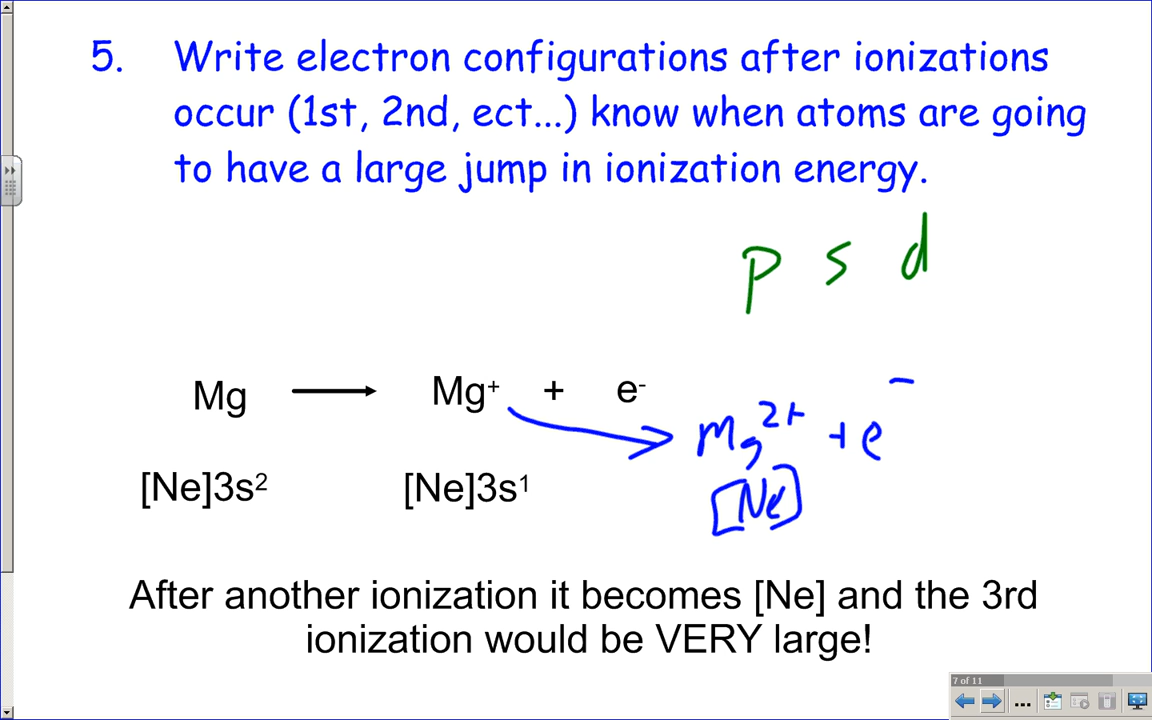 5. Write electron configurations after ionizations
occur (1st, 2nd, ect...) know when atoms are going
to have a large jump in ionization energy.
p s d
Mg ⟶ Mg⁺ + e⁻
Mg²⁺ + e⁻
[Ne]3s² [Ne]3s¹
[Ne]
After another ionization it becomes [Ne] and the 3rd
ionization would be VERY large!
7 of 11